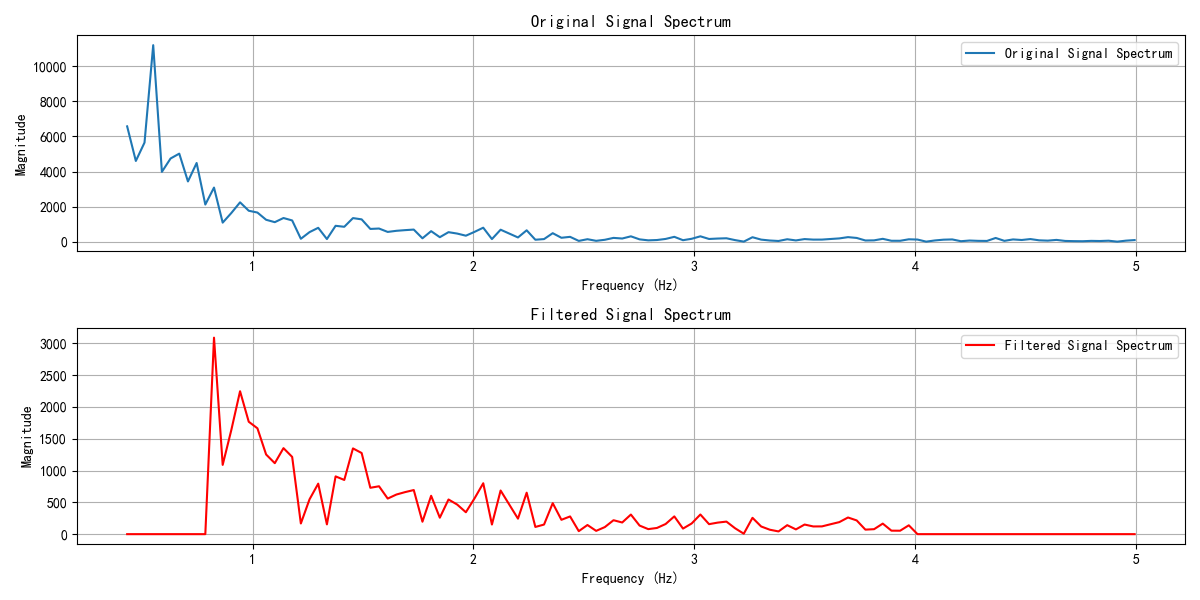 Original Signal Spectrum
Original Signal Spectrum
Magnitude
10000
8000
6000
4000
2000
0
1
2
3
4
5
Frequency (Hz)
Filtered Signal Spectrum
Filtered Signal Spectrum
Magnitude
3000
2500
2000
1500
1000
500
0
1
2
3
4
5
Frequency (Hz)